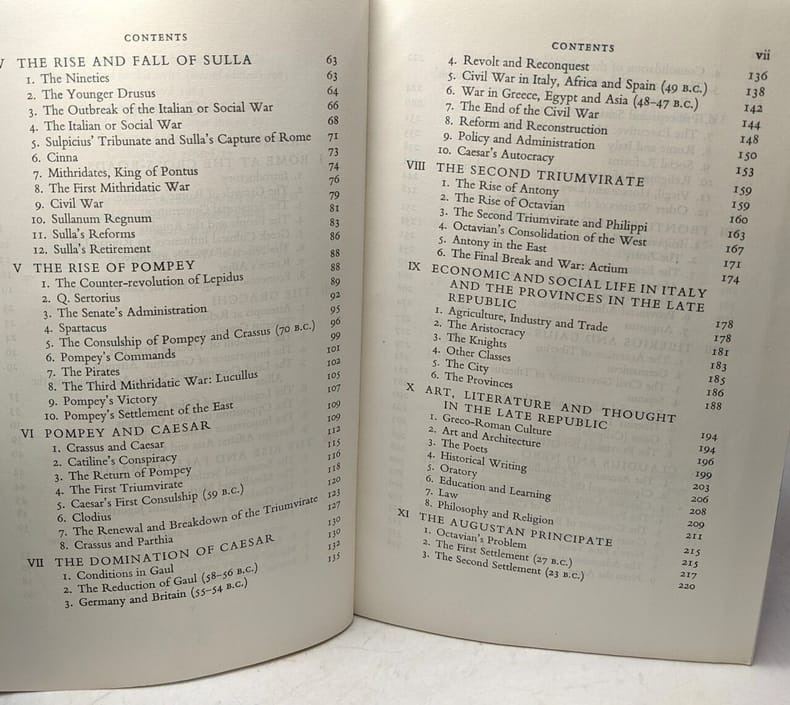 CONTENTS
V THE RISE AND FALL OF SULLA 63
1. The Nineties 63
2. The Younger Drusus 64
3. The Outbreak of the Italian or Social War 66
4. The Italian or Social War 68
5. Sulpicius' Tribunate and Sulla's Capture of Rome 71
6. Cinna 73
7. Mithridates, King of Pontus 74
8. The First Mithridatic War 76
9. Civil War 79
10. Sullanum Regnum 81
11. Sulla's Reforms 83
12. Sulla's Retirement 86
V THE RISE OF POMPEY 88
1. The Counter-revolution of Lepidus 88
2. Q. Sertorius 89
3. The Senate's Administration 92
4. Spartacus 95
5. The Consulship of Pompey and Crassus (70 B.C.) 96
6. Pompey's Commands 99
7. The Pirates 101
8. The Third Mithridatic War: Lucullus 102
9. Pompey's Victory 105
10. Pompey's Settlement of the East 107
VI POMPEY AND CAESAR 109
1. Crassus and Caesar 109
2. Catiline's Conspiracy 112
3. The Return of Pompey 115
4. The First Triumvirate 116
5. Caesar's First Consulship (59 B.C.) 118
6. Clodius 120
7. The Renewal and Breakdown of the Triumvirate 123
8. Crassus and Parthia 127
VII THE DOMINATION OF CAESAR 130
1. Conditions in Gaul 130
2. The Reduction of Gaul (58–56 B.C.) 132
3. Germany and Britain (55–54 B.C.) 135
CONTENTS vii
4. Revolt and Reconquest 136
5. Civil War in Italy, Africa and Spain (49 B.C.) 138
6. War in Greece, Egypt and Asia (48–47 B.C.) 142
7. The End of the Civil War 144
8. Reform and Reconstruction 148
9. Policy and Administration 150
10. Caesar's Autocracy 153
VIII THE SECOND TRIUMVIRATE 159
1. The Rise of Antony 159
2. The Rise of Octavian 160
3. The Second Triumvirate and Philippi 163
4. Octavian's Consolidation of the West 167
5. Antony in the East 171
6. The Final Break and War: Actium 174
IX ECONOMIC AND SOCIAL LIFE IN ITALY
AND THE PROVINCES IN THE LATE
REPUBLIC 178
1. Agriculture, Industry and Trade 178
2. The Aristocracy 181
3. The Knights 183
4. Other Classes 185
5. The City 186
6. The Provinces 188
X ART, LITERATURE AND THOUGHT
IN THE LATE REPUBLIC 194
1. Greco-Roman Culture 194
2. Art and Architecture 196
3. The Poets 199
4. Historical Writing 203
5. Oratory 206
6. Education and Learning 208
7. Law 209
8. Philosophy and Religion 211
XI THE AUGUSTAN PRINCIPATE 215
1. Octavian's Problem 215
2. The First Settlement (27 B.C.) 217
3. The Second Settlement (23 B.C.) 220